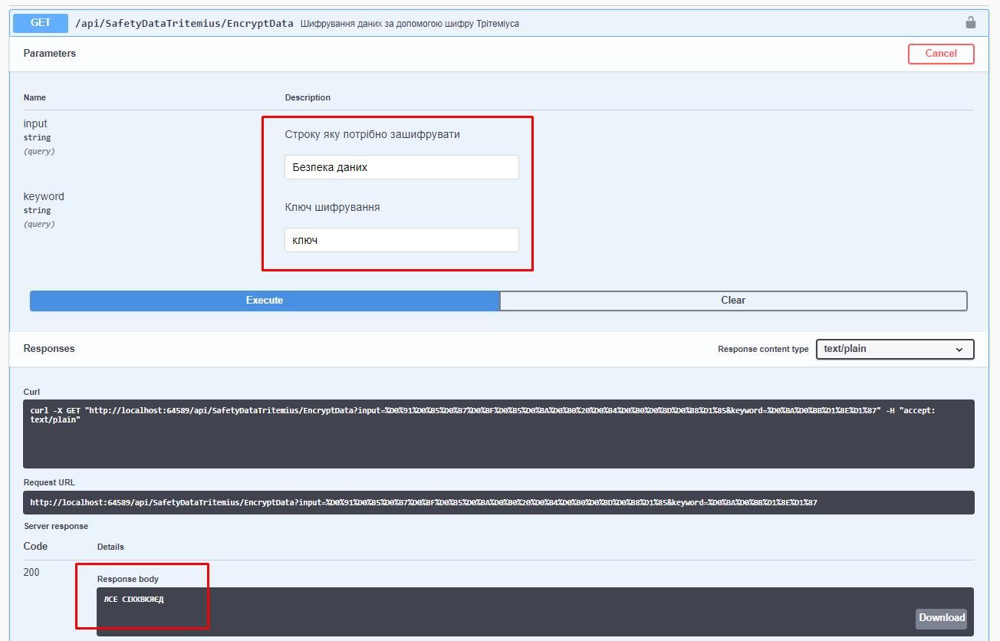 GET /api/SafetyDataTritemius/EncryptData Шифрування даних за допомогою шифру Трітеміуса
Parameters Cancel
Name Description
input Строку яку потрібно зашифрувати
string
(query)
Безпека даних
keyword Ключ шифрування
string
(query)
ключ
Execute Clear
Responses Response content type text/plain
Curl
curl -X GET "http://localhost:64589/api/SafetyDataTritemius/EncryptData?input=%D0%91%D0%B5%D0%B7%D0%BF%D0%B5%D0%BA%D0%B0%20%D0%B4%D0%B0%D0%BD%D0%B8%D1%85&keyword=%D0%BA%D0%BB%D1%8E%D1%87" -H "accept:
text/plain"
Request URL
http://localhost:64589/api/SafetyDataTritemius/EncryptData?input=%D0%91%D0%B5%D0%B7%D0%BF%D0%B5%D0%BA%D0%B0%20%D0%B4%D0%B0%D0%BD%D0%B8%D1%85&keyword=%D0%BA%D0%BB%D1%8E%D1%87
Server response
Code Details
200
Response body
ЛСЕ СІККВКЯЄД
Download